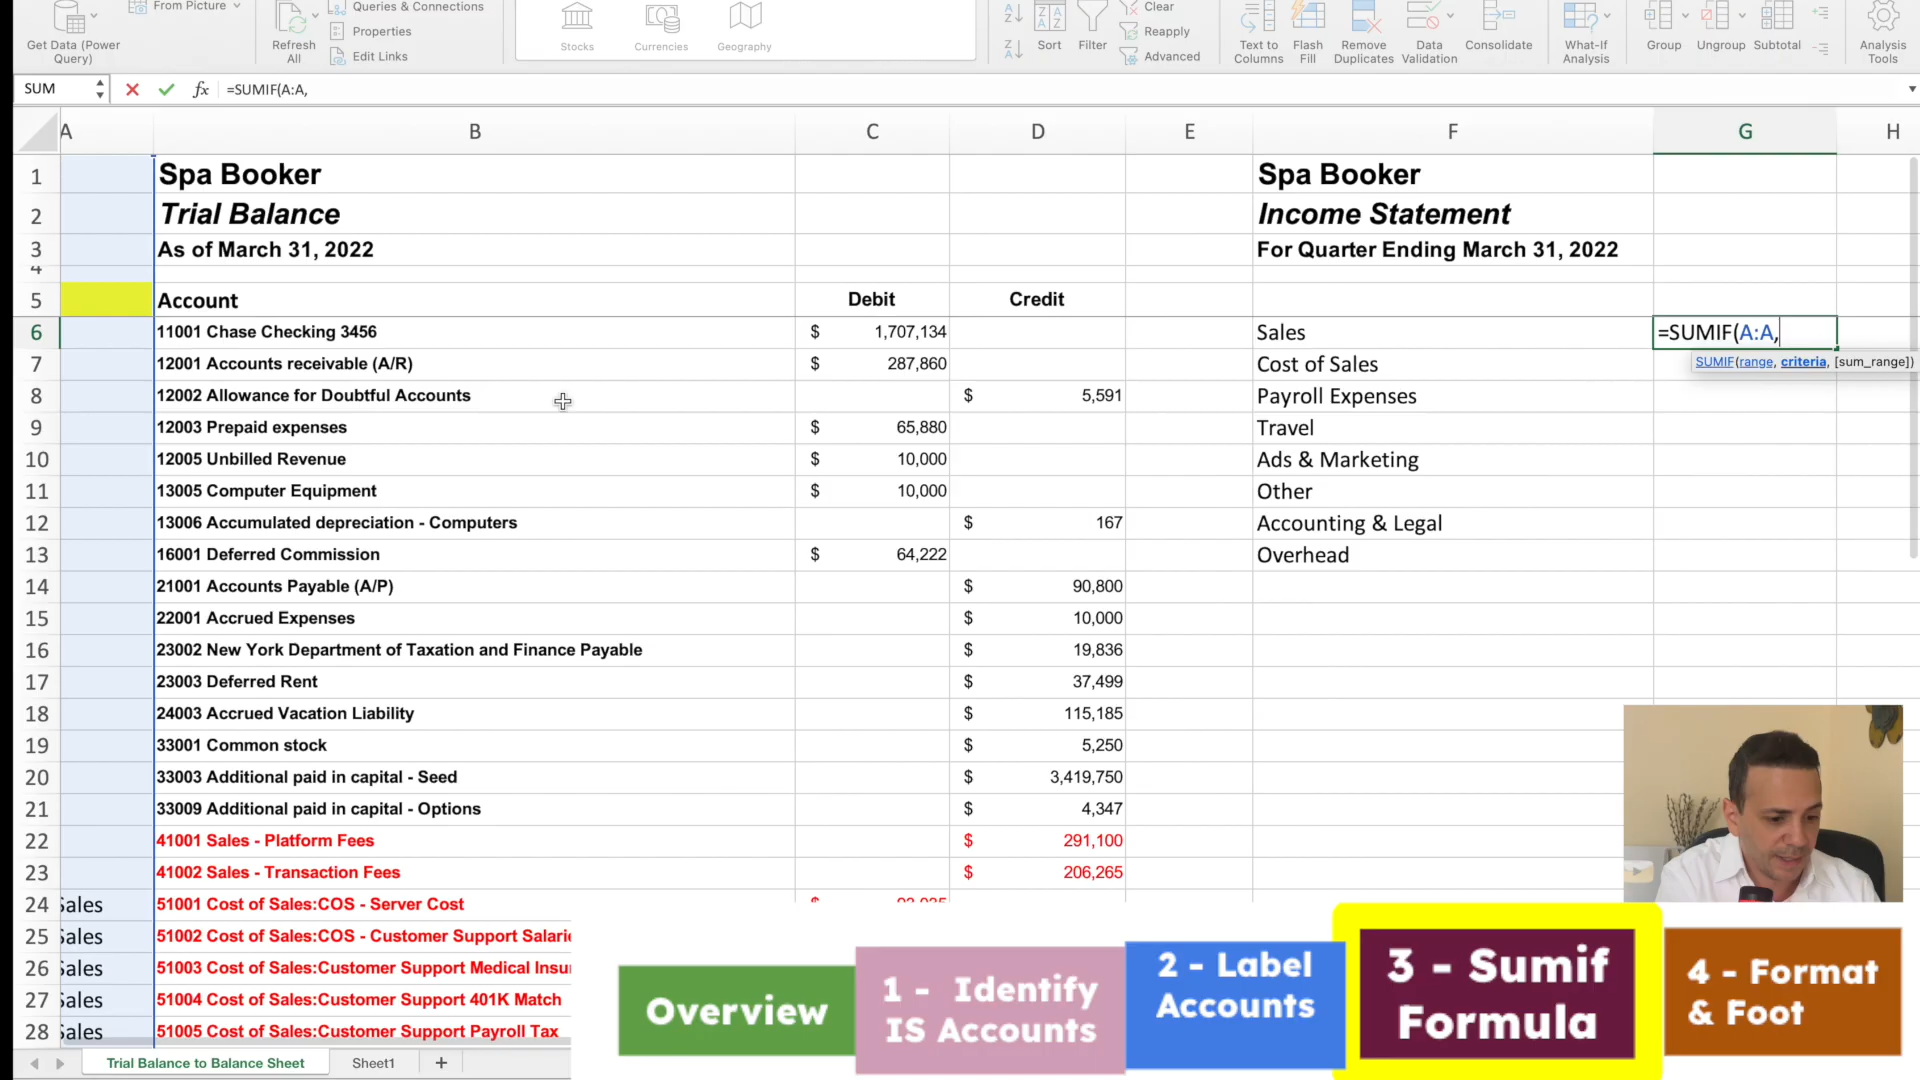 From Picture
Queries & Connections
Clear
Properties
Reapply
Get Data (Power Query)
Refresh All
Edit Links
Stocks
Currencies
Geography
Sort
Filter
Advanced
Text to Columns
Flash Fill
Remove Duplicates
Data Validation
Consolidate
What-If Analysis
Group
Ungroup
Subtotal
Analysis Tools
SUM
fx
=SUMIF(A:A,
A B C D E F G H
1 Spa Booker Spa Booker
2 Trial Balance Income Statement
3 As of March 31, 2022 For Quarter Ending March 31, 2022
4
5 Account Debit Credit
6 11001 Chase Checking 3456 $ 1,707,134 Sales =SUMIF(A:A,
SUMIF(range, criteria, [sum_range])
7 12001 Accounts receivable (A/R) $ 287,860 Cost of Sales
8 12002 Allowance for Doubtful Accounts $ 5,591 Payroll Expenses
9 12003 Prepaid expenses $ 65,880 Travel
10 12005 Unbilled Revenue $ 10,000 Ads & Marketing
11 13005 Computer Equipment $ 10,000 Other
12 13006 Accumulated depreciation - Computers $ 167 Accounting & Legal
13 16001 Deferred Commission $ 64,222 Overhead
14 21001 Accounts Payable (A/P) $ 90,800
15 22001 Accrued Expenses $ 10,000
16 23002 New York Department of Taxation and Finance Payable $ 19,836
17 23003 Deferred Rent $ 37,499
18 24003 Accrued Vacation Liability $ 115,185
19 33001 Common stock $ 5,250
20 33003 Additional paid in capital - Seed $ 3,419,750
21 33009 Additional paid in capital - Options $ 4,347
22 41001 Sales - Platform Fees $ 291,100
23 41002 Sales - Transaction Fees $ 206,265
24 Sales 51001 Cost of Sales:COS - Server Cost
25 Sales 51002 Cost of Sales:COS - Customer Support
26 Sales 51003 Cost of Sales:Customer Support Medical
27 Sales 51004 Cost of Sales:Customer Support 401K Match
28 Sales 51005 Cost of Sales:Customer Support Payroll Tax
Trial Balance to Balance Sheet Sheet1 +
Overview
1 - Identify
IS Accounts
2 - Label
Accounts
3 - Sumif
Formula
4 - Format
& Foot